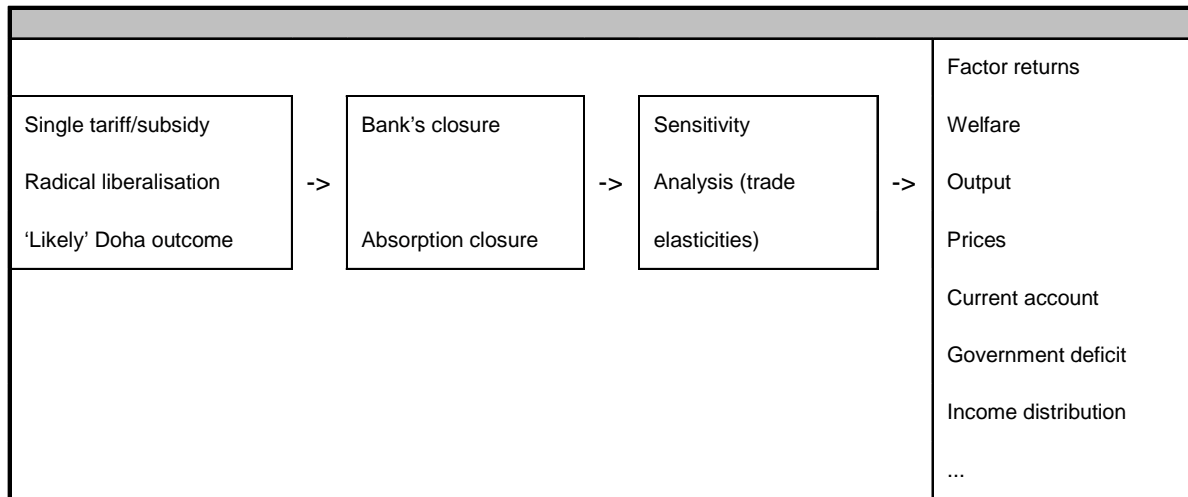 Single tariff/subsidy
Radical liberalisation
‘Likely’ Doha outcome
->
Bank’s closure
Absorption closure
->
Sensitivity
Analysis (trade
elasticities)
->
Factor returns
Welfare
Output
Prices
Current account
Government deficit
Income distribution
...